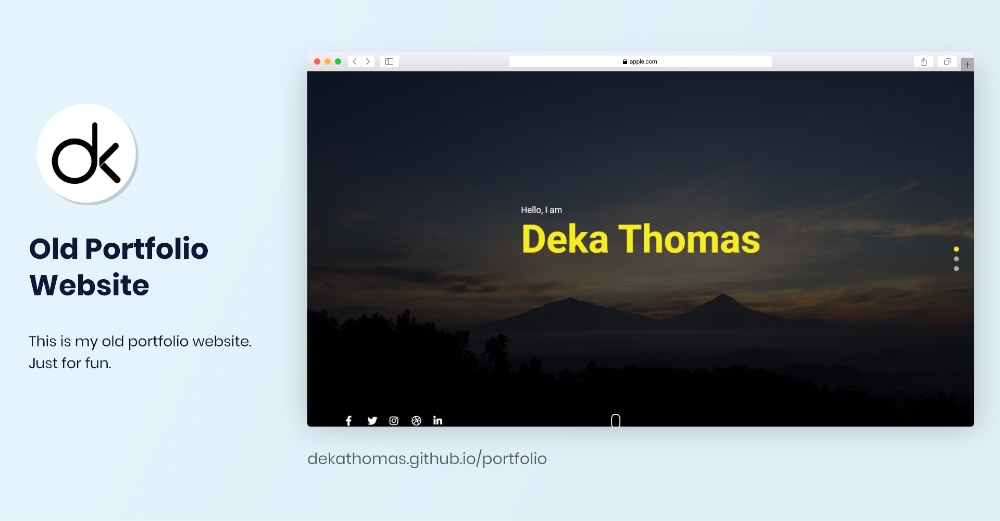 dk
Old Portfolio
Website
This is my old portfolio website.
Just for fun.
apple.com
Hello, I am
Deka Thomas
dekathomas.github.io/portfolio